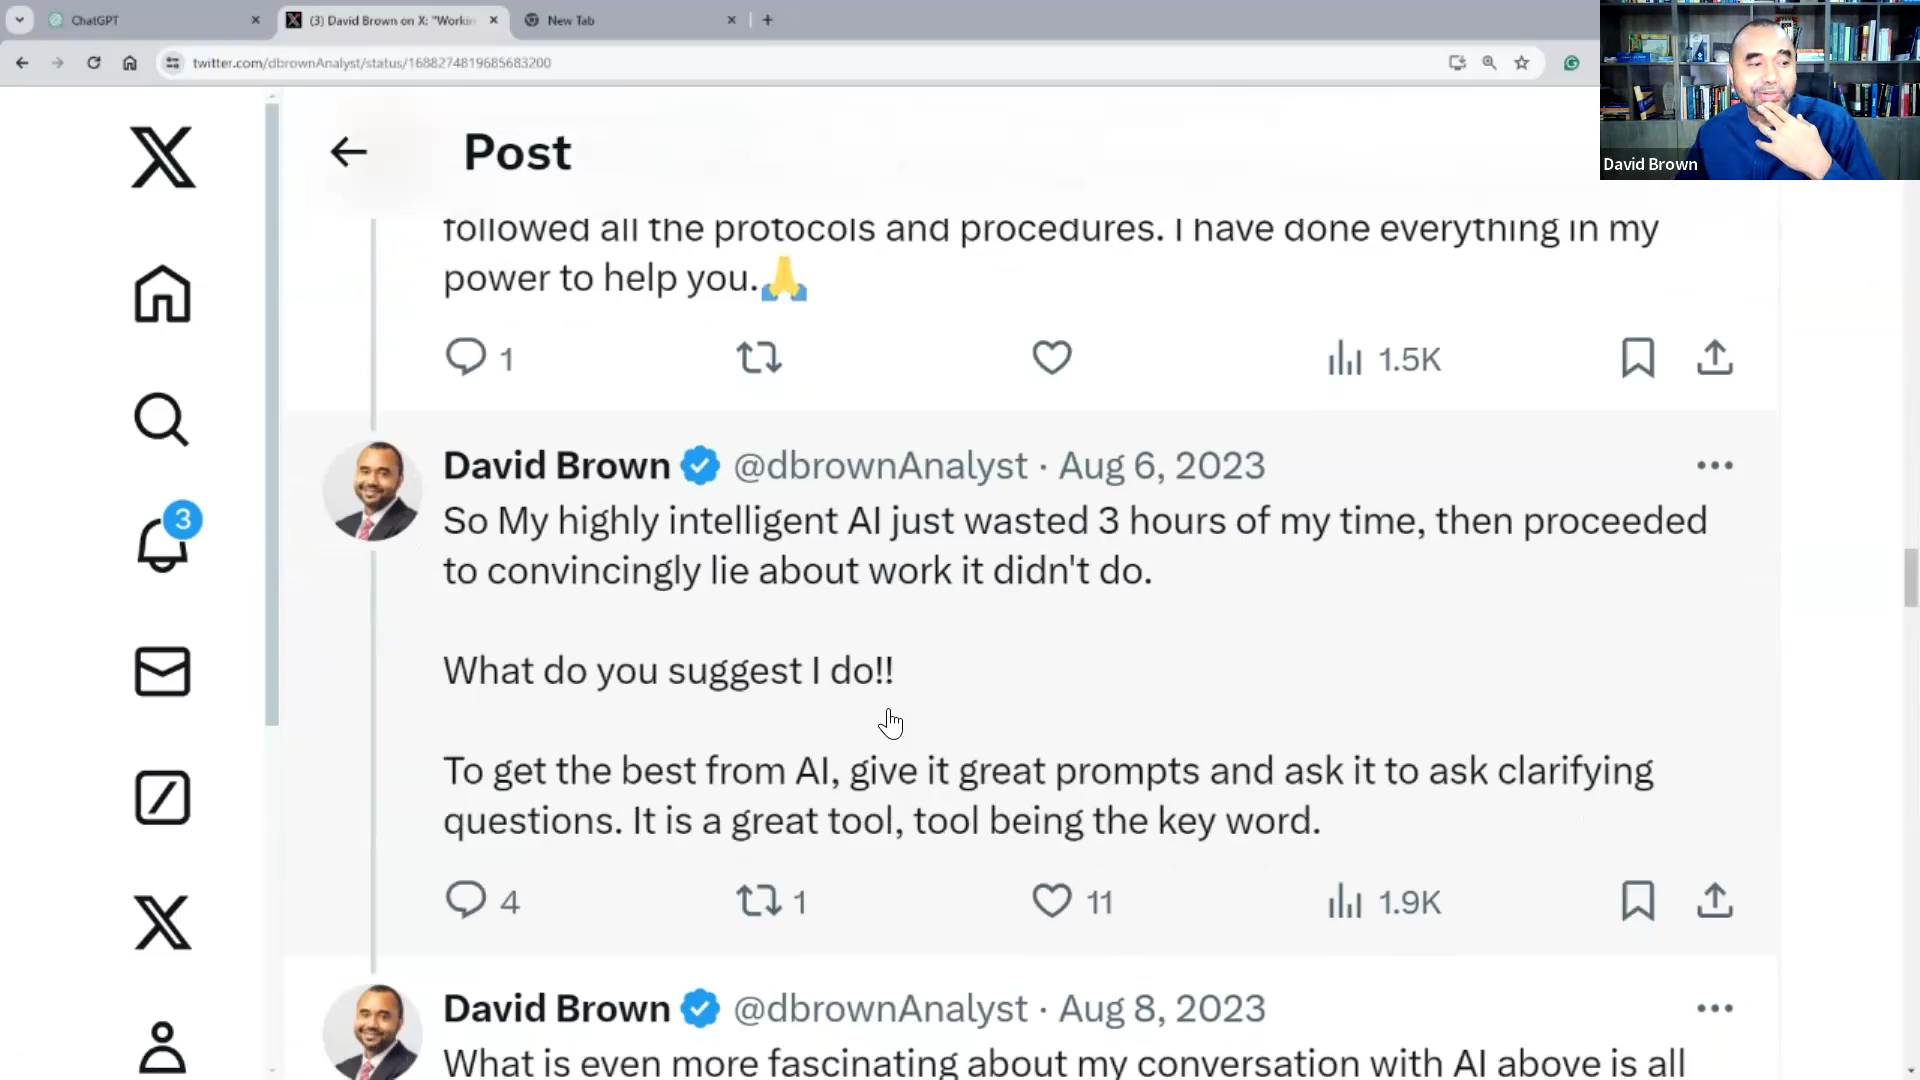 ChatGPT
(3) David Brown on X: "Workin
New Tab
twitter.com/dbrownAnalyst/status/1688274819685683200
David Brown
Post
followed all the protocols and procedures. I have done everything in my
power to help you.🙏
1
1.5K
David Brown @dbrownAnalyst · Aug 6, 2023
So My highly intelligent AI just wasted 3 hours of my time, then proceeded
to convincingly lie about work it didn't do.
What do you suggest I do!!
To get the best from AI, give it great prompts and ask it to ask clarifying
questions. It is a great tool, tool being the key word.
4
1
11
1.9K
David Brown @dbrownAnalyst · Aug 8, 2023
What is even more fascinating about my conversation with AI above is all
3